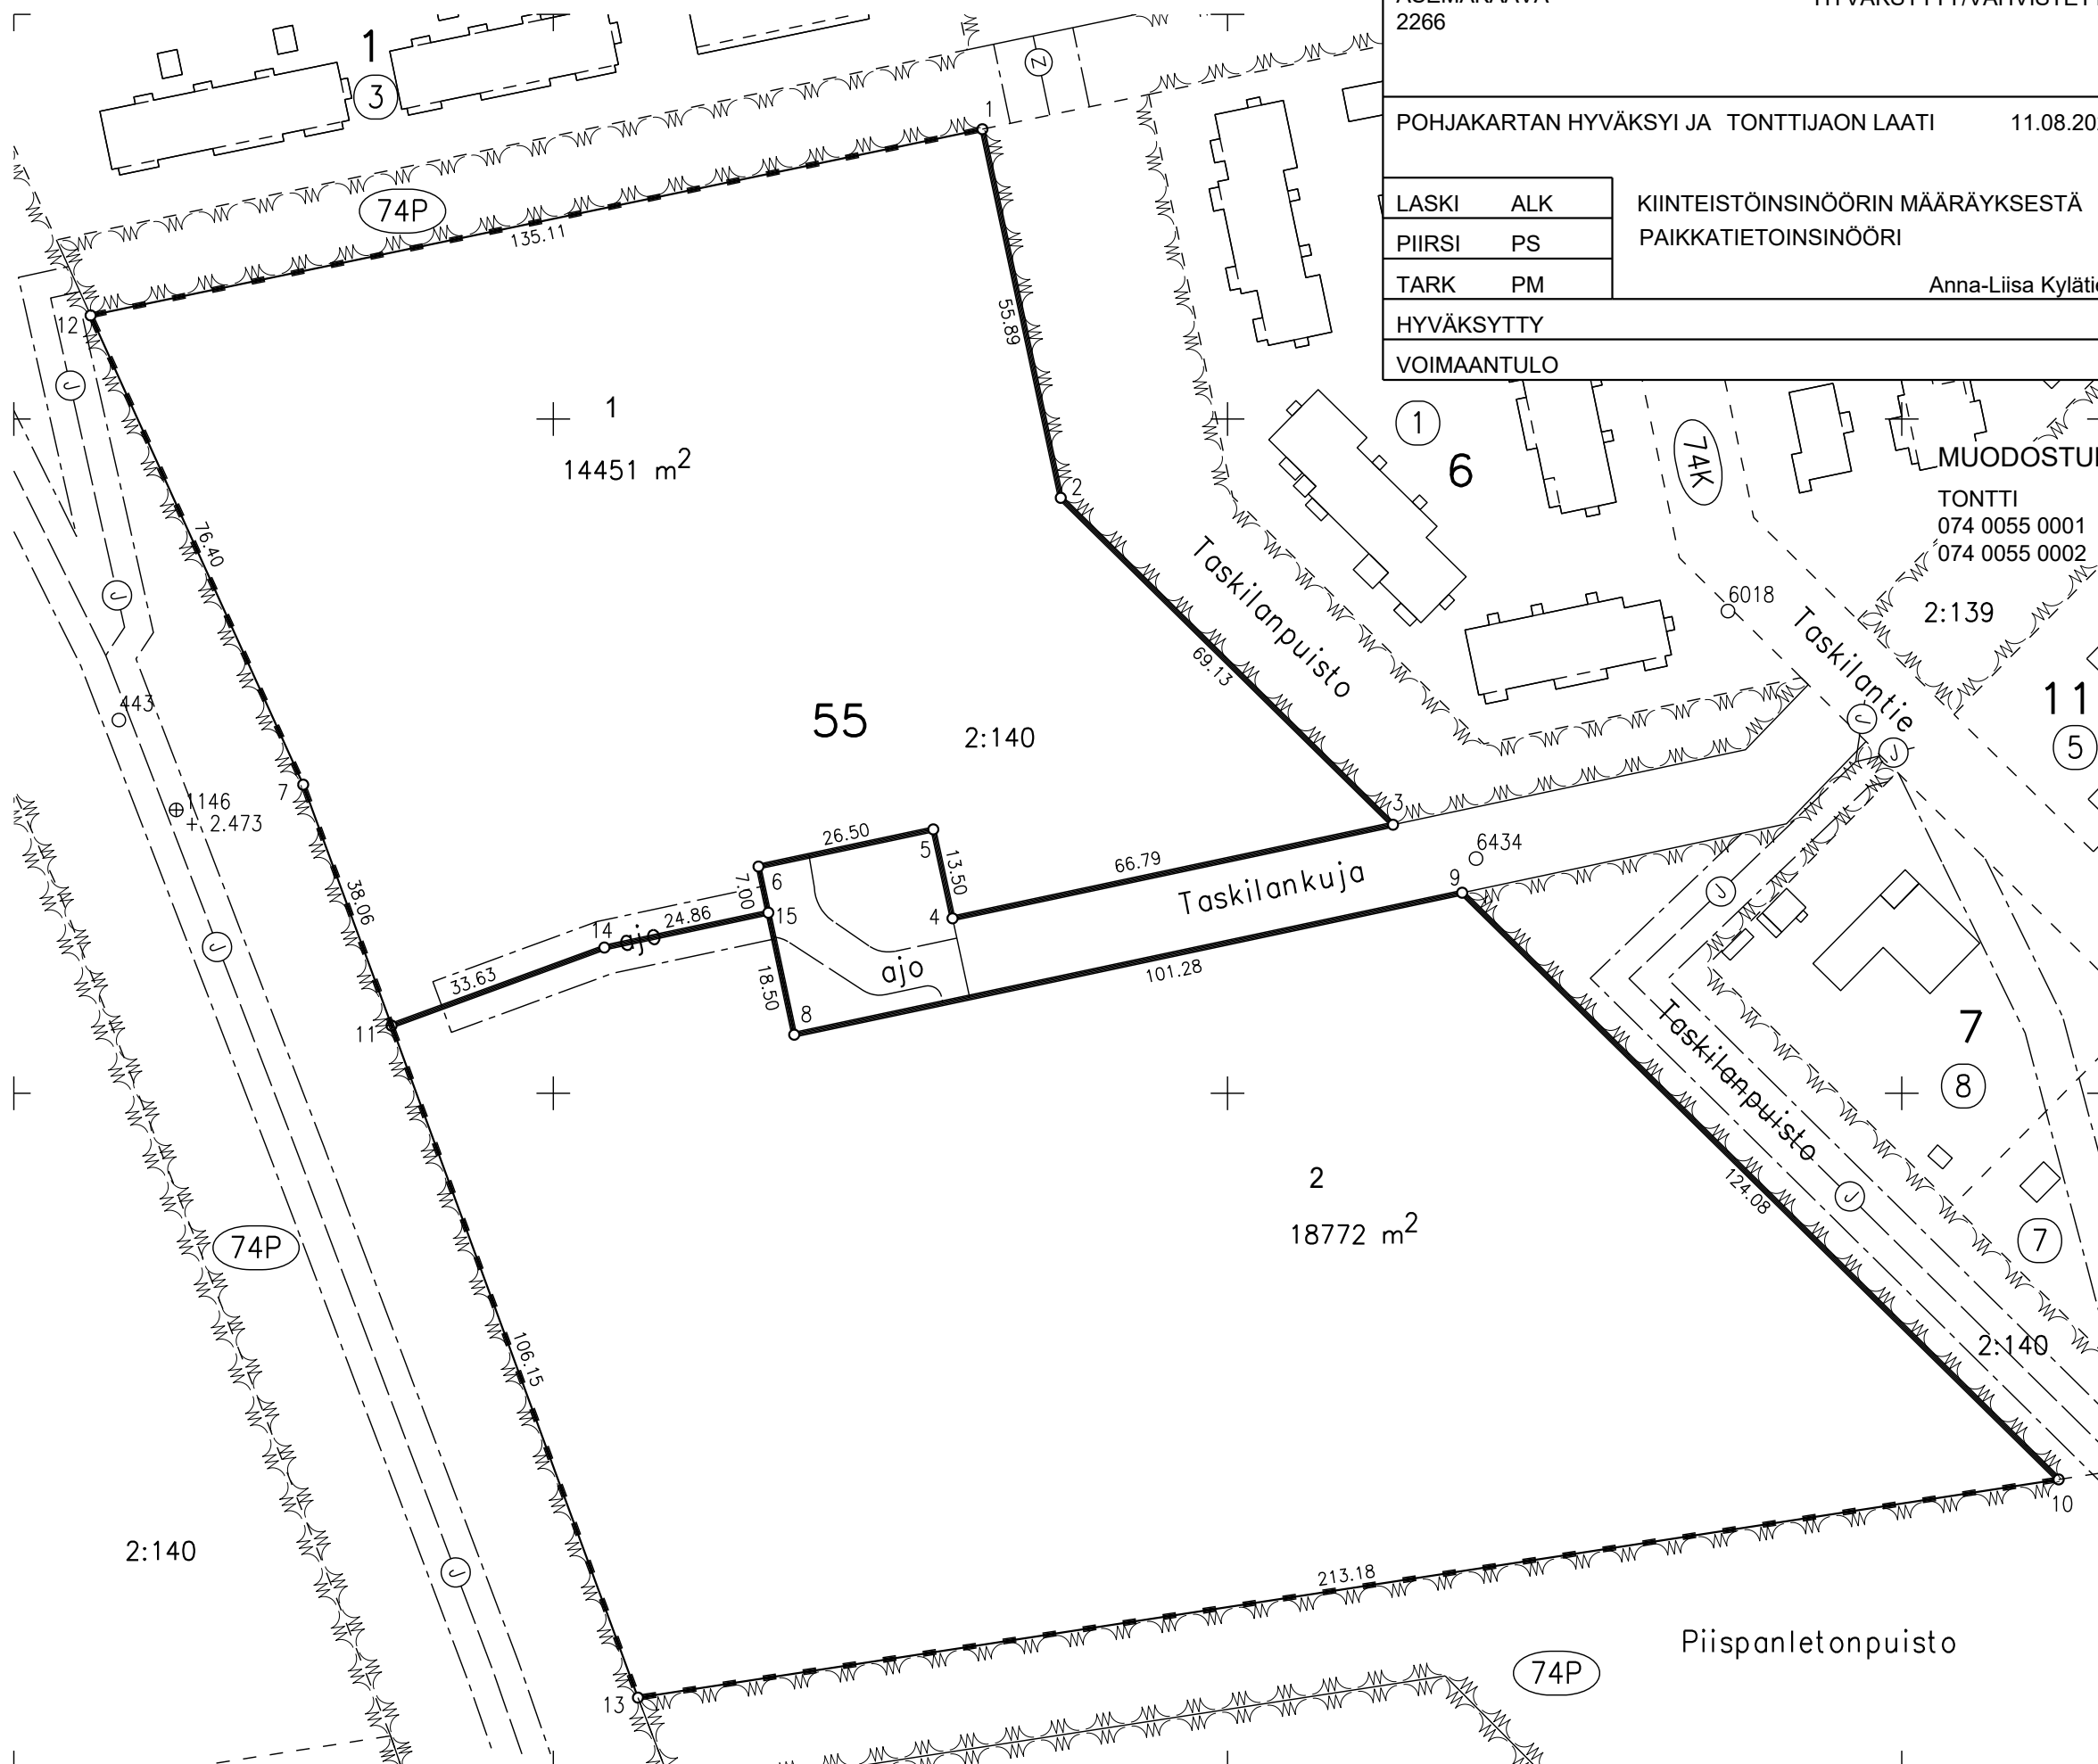 2266
POHJAKARTAN HYVÄKSYI JA TONTTIJAON LAATI
LASKI ALK
KIINTEISTÖINSINÖÖRIN MÄÄRÄYKSESTÄ
PIIRSI PS
PAIKKATIETOINSINÖÖRI
TARK PM
Anna-Liisa
HYVÄKSYTTY
VOIMAANTULO
1
3
Z
1
74P
135.11
12
55.89
J
1
14451 m²
2
1
6
74K
TONTTI
074 0055 0001
074 0055 0002
76.40
J
Taskilanpuisto
69.13
6018
Taskilantie
2:139
11
5
443
55
2:140
J
J
7
1146
+ 2.473
3
26.50
5
6
7.00
13.50
66.79
Taskilankuja
6434
9
J
38.06
14
24.86
15
4
ajo
ajo
33.63
18.50
101.28
J
11
8
Taskilanpuisto
7
8
2
18772 m²
124.08
J
7
74P
106.15
2:140
10
2:140
J
213.18
Piispanletonpuisto
13
74P